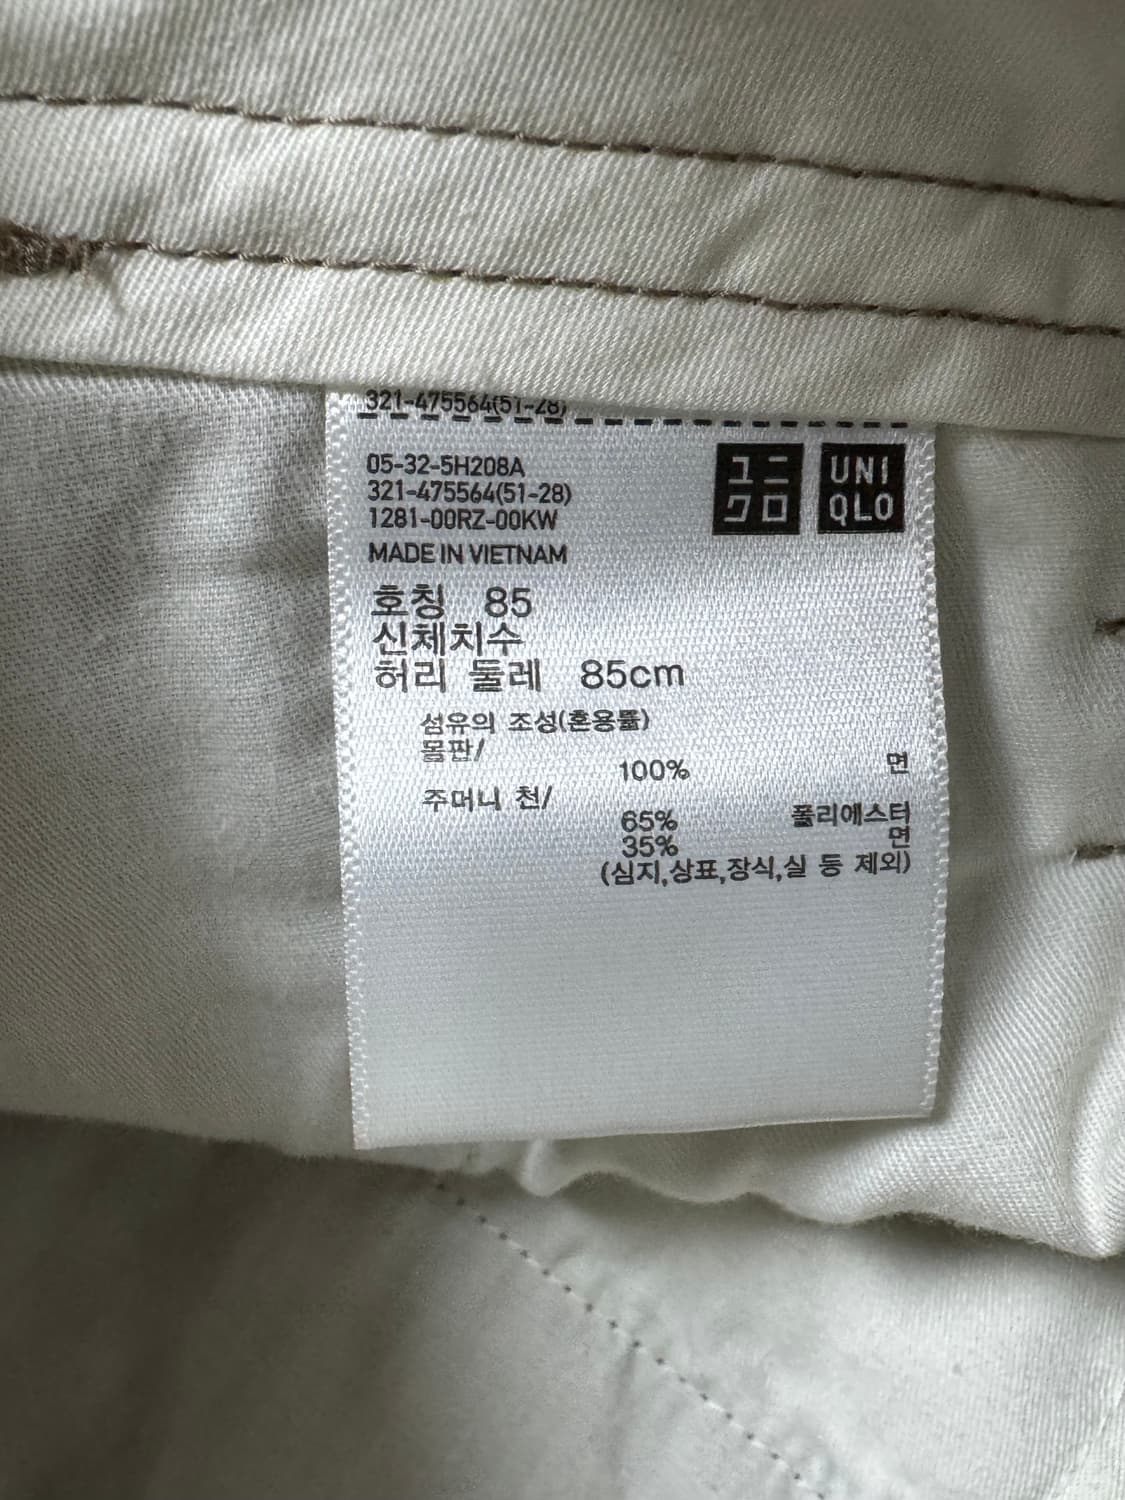 321-475564(51-28)
05-32-5H208A
321-475564(51-28)
1281-00RZ-00KW
MADE IN VIETNAM
ユニ
クロ
UNI
QLO
호칭 85
신체치수
허리 둘레 85cm
섬유의 조성(혼용률)
몸판/
100% 면
주머니 천/
65% 폴리에스터
35% 면
(심지,상표,장식,실 등 제외)